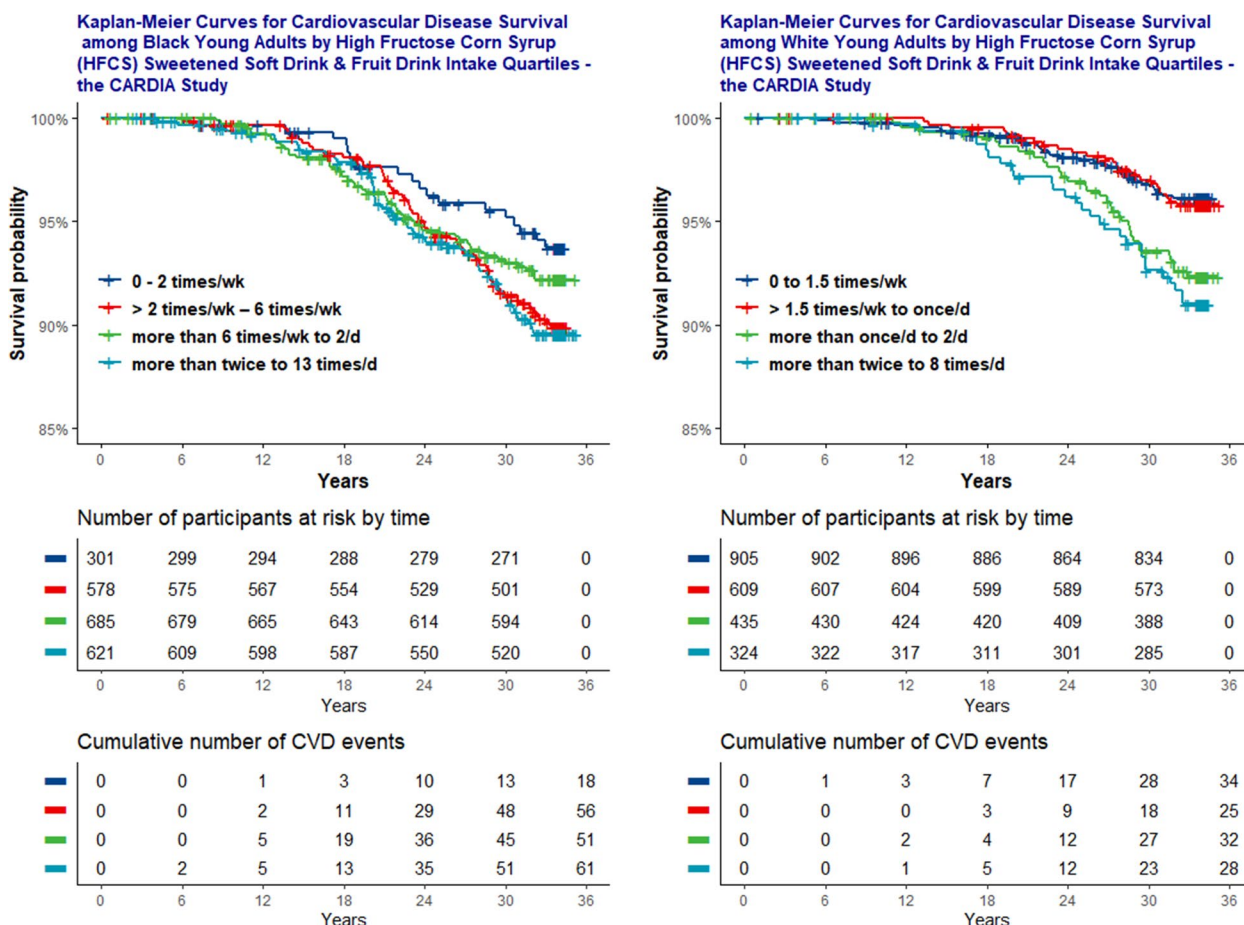 Kaplan-Meier Curves for Cardiovascular Disease Survival
among Black Young Adults by High Fructose Corn Syrup
(HFCS) Sweetened Soft Drink & Fruit Drink Intake Quartiles -
the CARDIA Study
100%
95%
90%
85%
Survival probability
0 - 2 times/wk
> 2 times/wk – 6 times/wk
more than 6 times/wk to 2/d
more than twice to 13 times/d
0 6 12 18 24 30 36
Years
Number of participants at risk by time
301 299 294 288 279 271 0
578 575 567 554 529 501 0
685 679 665 643 614 594 0
621 609 598 587 550 520 0
0 6 12 18 24 30 36
Years
Cumulative number of CVD events
0 0 1 3 10 13 18
0 0 2 11 29 48 56
0 0 5 19 36 45 51
0 2 5 13 35 51 61
0 6 12 18 24 30 36
Years
Kaplan-Meier Curves for Cardiovascular Disease Survival
among White Young Adults by High Fructose Corn Syrup
(HFCS) Sweetened Soft Drink & Fruit Drink Intake Quartiles -
the CARDIA Study
100%
95%
90%
85%
Survival probability
0 to 1.5 times/wk
> 1.5 times/wk to once/d
more than once/d to 2/d
more than twice to 8 times/d
0 6 12 18 24 30 36
Years
Number of participants at risk by time
905 902 896 886 864 834 0
609 607 604 599 589 573 0
435 430 424 420 409 388 0
324 322 317 311 301 285 0
0 6 12 18 24 30 36
Years
Cumulative number of CVD events
0 1 3 7 17 28 34
0 0 0 3 9 18 25
0 0 2 4 12 27 32
0 0 1 5 12 23 28
0 6 12 18 24 30 36
Years